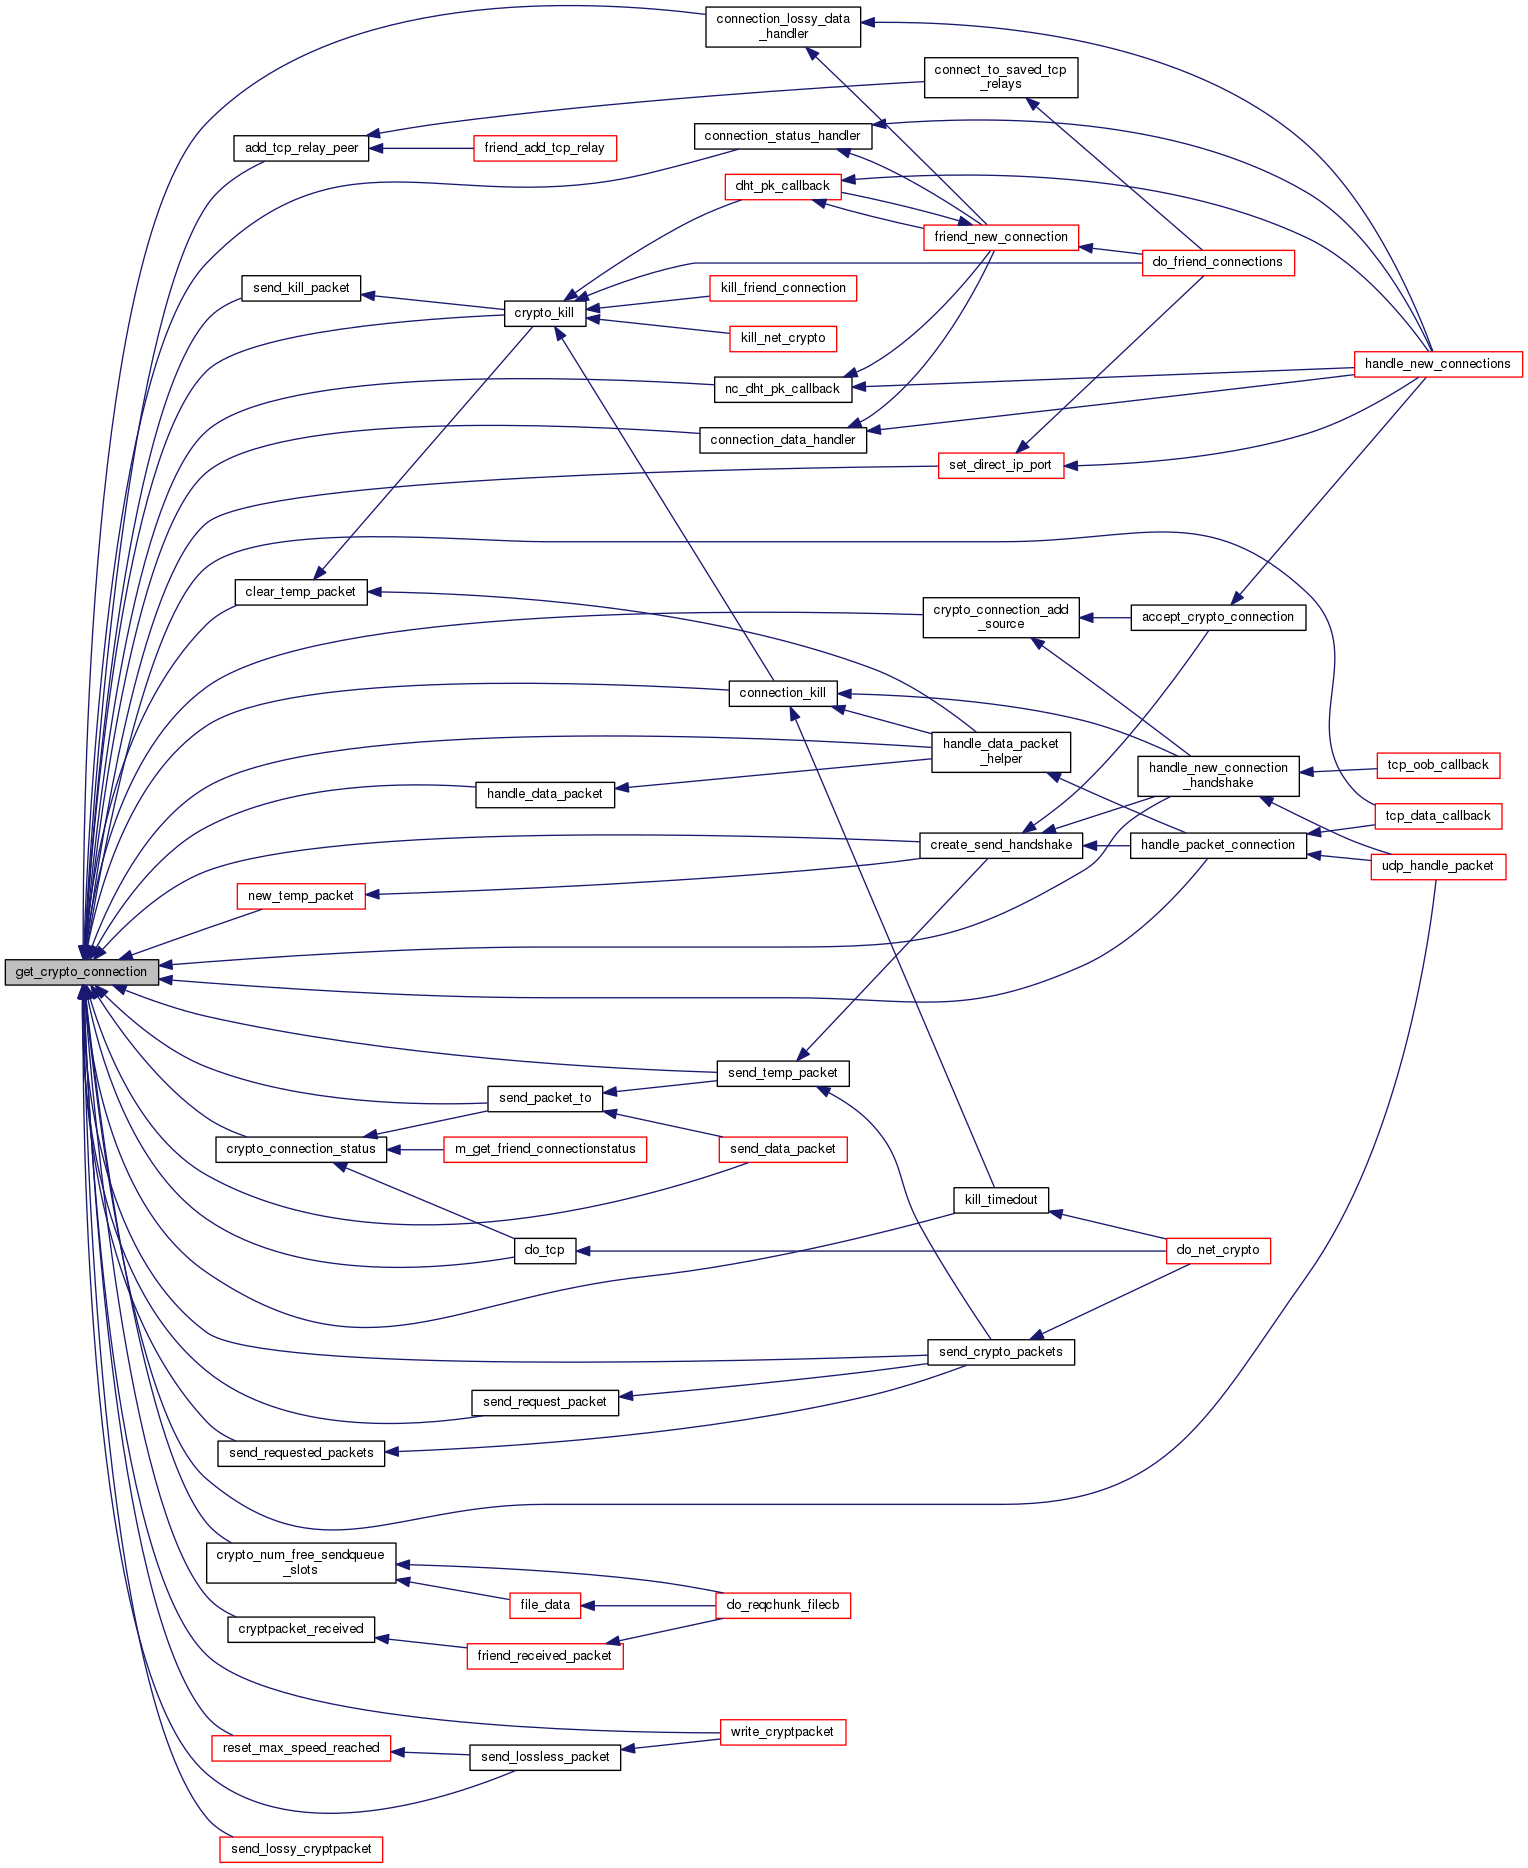 connection_lossy_data
_handler
connect_to_saved_tcp
_relays
connection_status_handler
add_tcp_relay_peer
friend_add_tcp_relay
dht_pk_callback
friend_new_connection
do_friend_connections
send_kill_packet
kill_friend_connection
crypto_kill
kill_net_crypto
handle_new_connections
nc_dht_pk_callback
connection_data_handler
set_direct_ip_port
clear_temp_packet
crypto_connection_add
_source
accept_crypto_connection
connection_kill
handle_data_packet
_helper
handle_new_connection
_handshake
tcp_oob_callback
handle_data_packet
tcp_data_callback
create_send_handshake
handle_packet_connection
udp_handle_packet
new_temp_packet
get_crypto_connection
send_temp_packet
send_packet_to
crypto_connection_status
m_get_friend_connectionstatus
send_data_packet
kill_timedout
do_tcp
do_net_crypto
send_crypto_packets
send_request_packet
send_requested_packets
crypto_num_free_sendqueue
_slots
file_data
do_reqchunk_filecb
cryptpacket_received
friend_received_packet
write_cryptpacket
reset_max_speed_reached
send_lossless_packet
send_lossy_cryptpacket